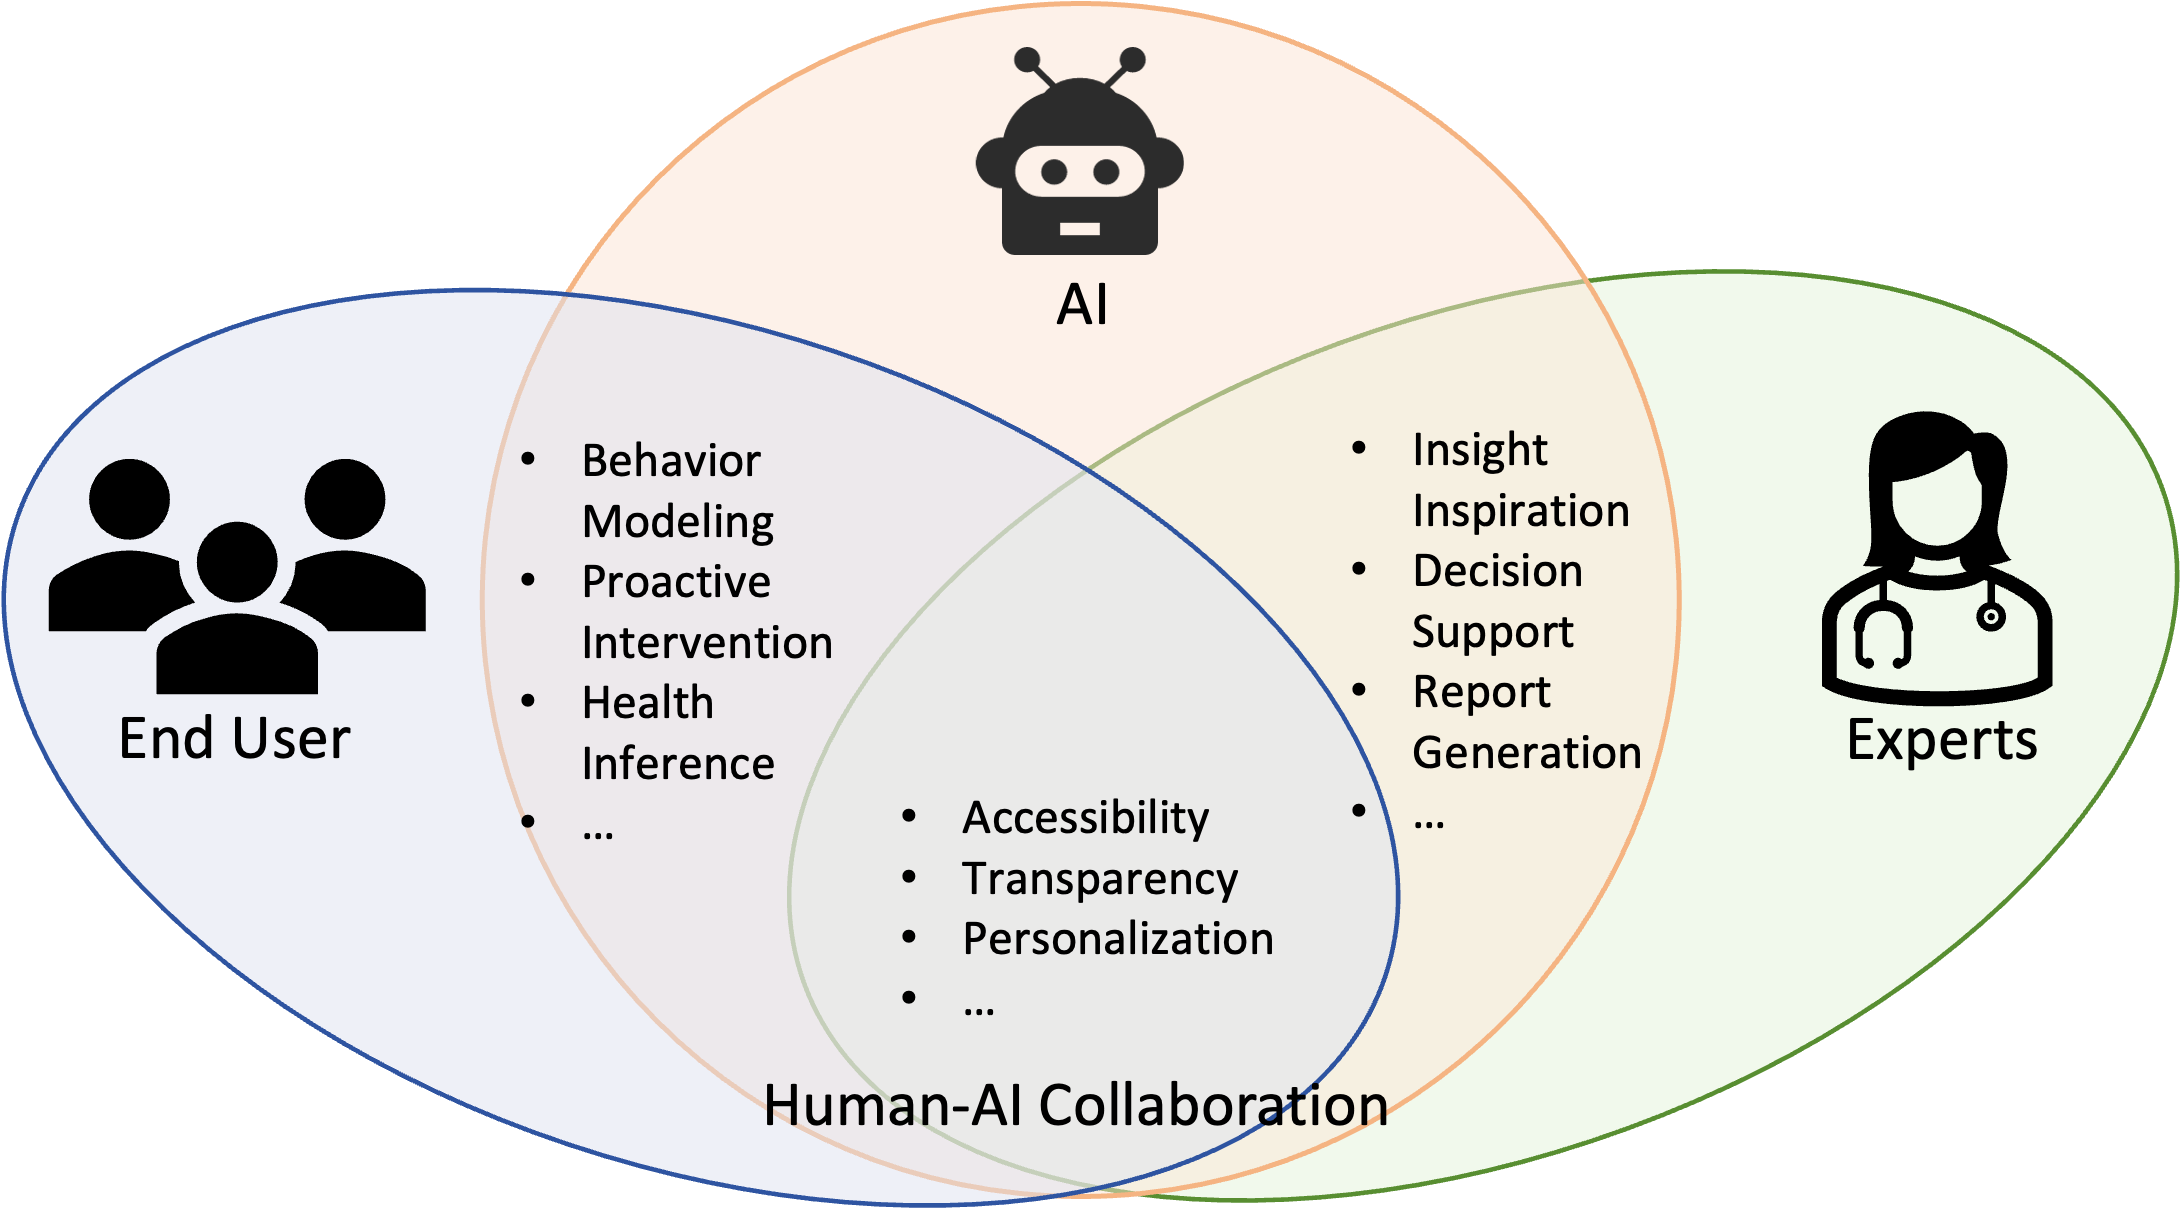 AI
End User
• Behavior
Modeling
• Proactive
Intervention
• Health
Inference
• ...
• Insight
Inspiration
• Decision
Support
• Report
Generation
• ...
Experts
• Accessibility
• Transparency
• Personalization
• ...
Human-AI Collaboration